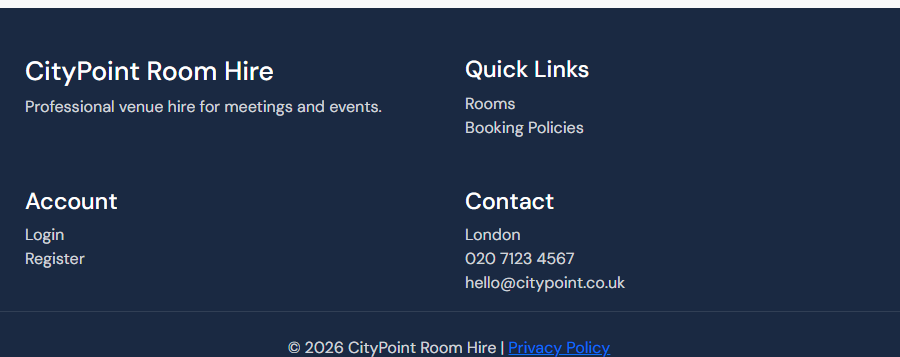 CityPoint Room Hire
Professional venue hire for meetings and events.
Quick Links
Rooms
Booking Policies
Account
Login
Register
Contact
London
020 7123 4567
hello@citypoint.co.uk
© 2026 CityPoint Room Hire | Privacy Policy